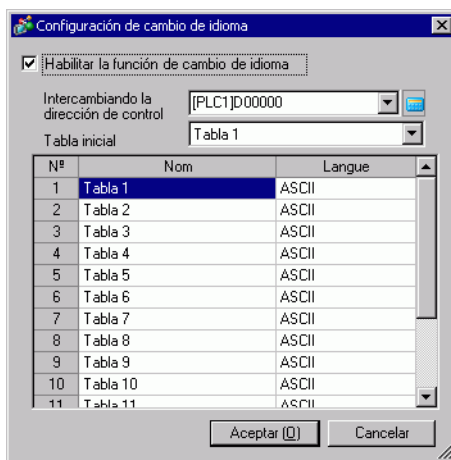 Configuración de cambio de idioma
Habilitar la función de cambio de idioma
Intercambiando la
dirección de control
[PLC1]D00000
Tabla inicial
Tabla 1
Nº Nom Langue
1 Tabla 1 ASCII
2 Tabla 2 ASCII
3 Tabla 3 ASCII
4 Tabla 4 ASCII
5 Tabla 5 ASCII
6 Tabla 6 ASCII
7 Tabla 7 ASCII
8 Tabla 8 ASCII
9 Tabla 9 ASCII
10 Tabla 10 ASCII
11 Tabla 11 ASCII
Aceptar (O) Cancelar